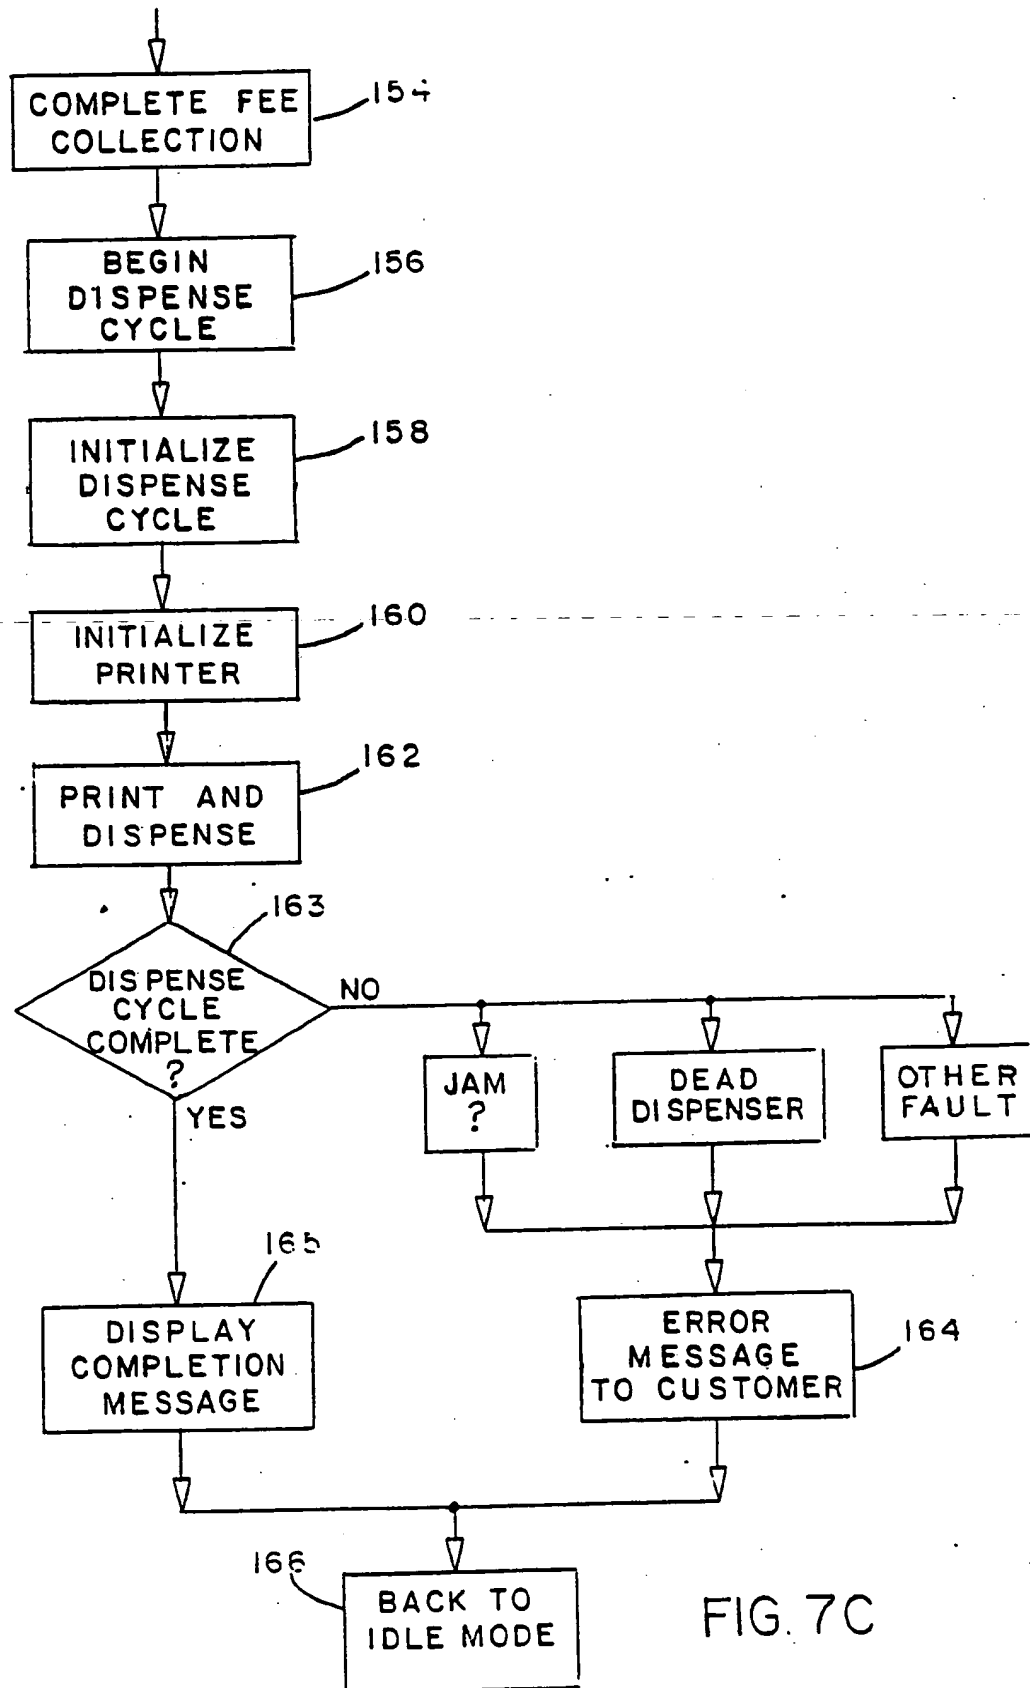 COMPLETE FEE
COLLECTION
154
BEGIN
DISPENSE
CYCLE
156
INITIALIZE
DISPENSE
CYCLE
158
INITIALIZE
PRINTER
160
PRINT AND
DISPENSE
162
163
DISPENSE
CYCLE
COMPLETE
?
NO
YES
JAM
?
DEAD
DISPENSER
OTHER
FAULT
165
DISPLAY
COMPLETION
MESSAGE
ERROR
MESSAGE
TO CUSTOMER
164
166
BACK TO
IDLE MODE
FIG. 7C